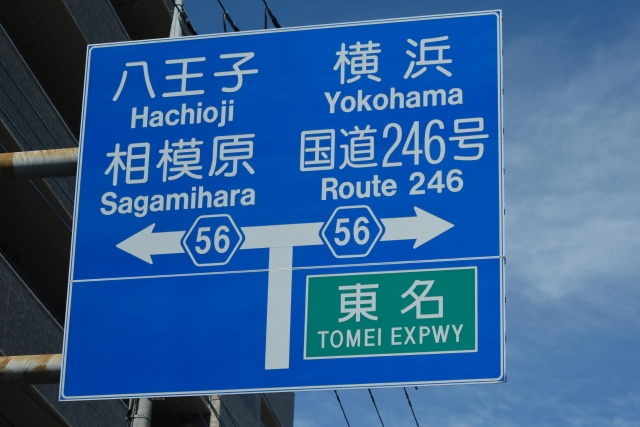 八王子
Hachioji
相模原
Sagamihara
横浜
Yokohama
国道246号
Route 246
56
56
東名
TOMEI EXPWY